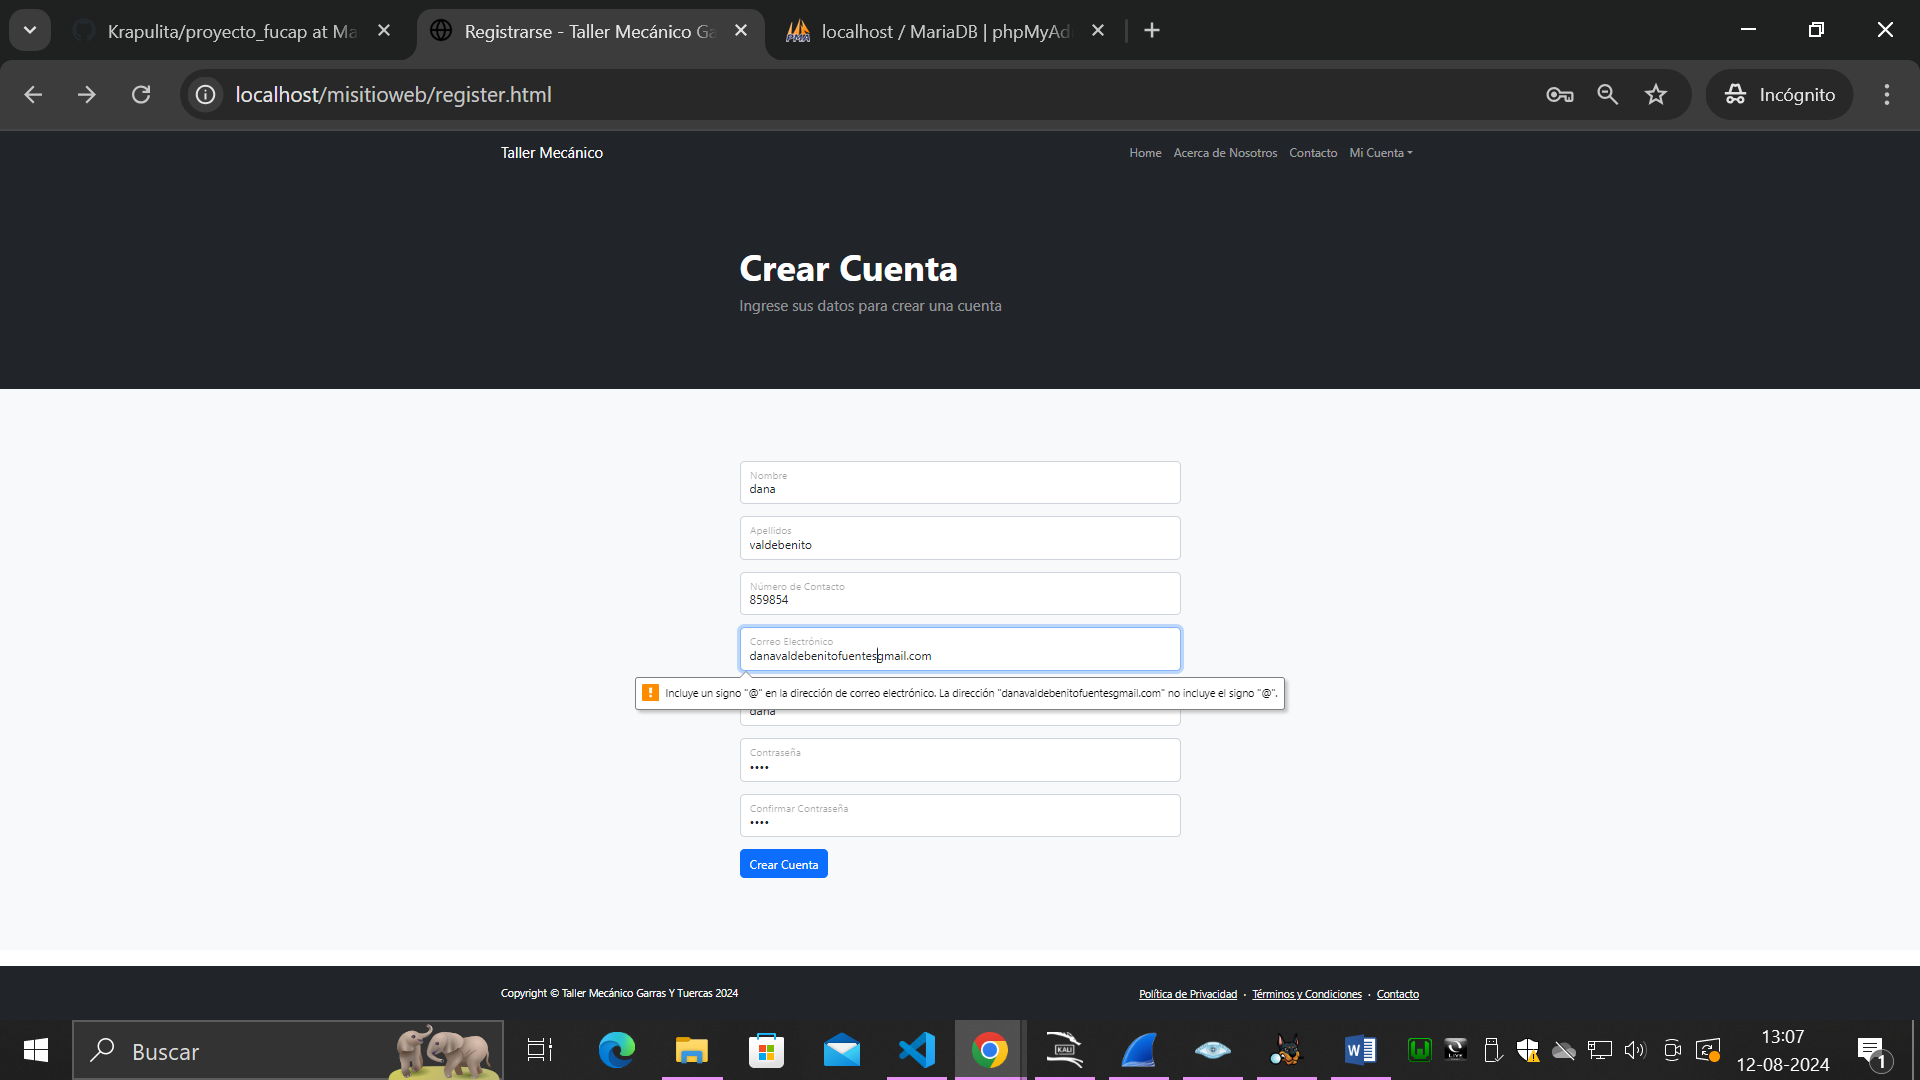 Krapulita/proyecto_fucap at Ma
Registrarse - Taller Mecánico Ga
localhost / MariaDB | phpMyAd
localhost/misitioweb/register.html
Incógnito
Taller Mecánico
Home
Acerca de Nosotros
Contacto
Mi Cuenta
Crear Cuenta
Ingrese sus datos para crear una cuenta
Nombre
dana
Apellidos
valdebenito
Número de Contacto
859854
Correo Electrónico
danavaldebenitofuentesgmail.com
Incluye un signo "@" en la dirección de correo electrónico. La dirección "danavaldebenitofuentesgmail.com" no incluye el signo "@".
dana
Contraseña
••••
Confirmar Contraseña
••••
Crear Cuenta
Copyright © Taller Mecánico Garras Y Tuercas 2024
Política de Privacidad · Términos y Condiciones · Contacto
Buscar
13:07
12-08-2024
1